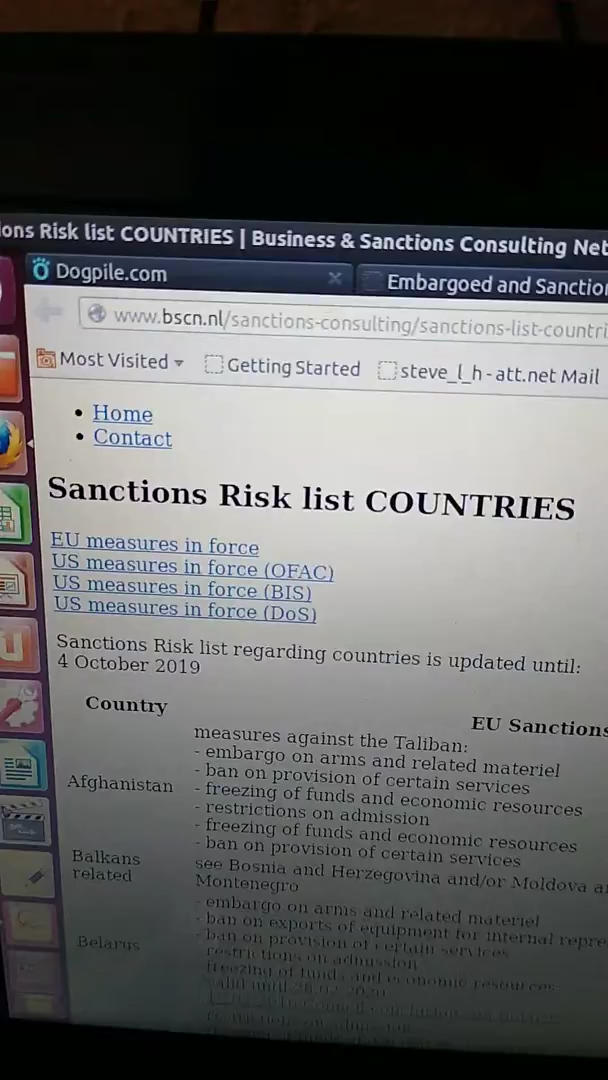 ons Risk list COUNTRIES | Business & Sanctions Consulting Net
Dogpile.com
Embargoed and Sanction
www.bscn.nl/sanctions-consulting/sanctions-list-countri
Most Visited
Getting Started
steve_l_h - att.net Mail
Home
Contact
Sanctions Risk list COUNTRIES
EU measures in force
US measures in force (OFAC)
US measures in force (BIS)
US measures in force (DoS)
Sanctions Risk list regarding countries is updated until:
4 October 2019
Country
EU Sanctions
measures against the Taliban:
- embargo on arms and related materiel
- ban on provision of certain services
Afghanistan
- freezing of funds and economic resources
- restrictions on admission
- freezing of funds and economic resources
- ban on provision of certain services
Balkans
related
see Bosnia and Herzegovina and/or Moldova a
Montenegro
- embargo on arms and related materiel
- ban on exports of equipment for internal repre
Belarus
- ban on provision of certain services
restrictions on admission
freezing of funds and economic resources
valid until 28.02.2020